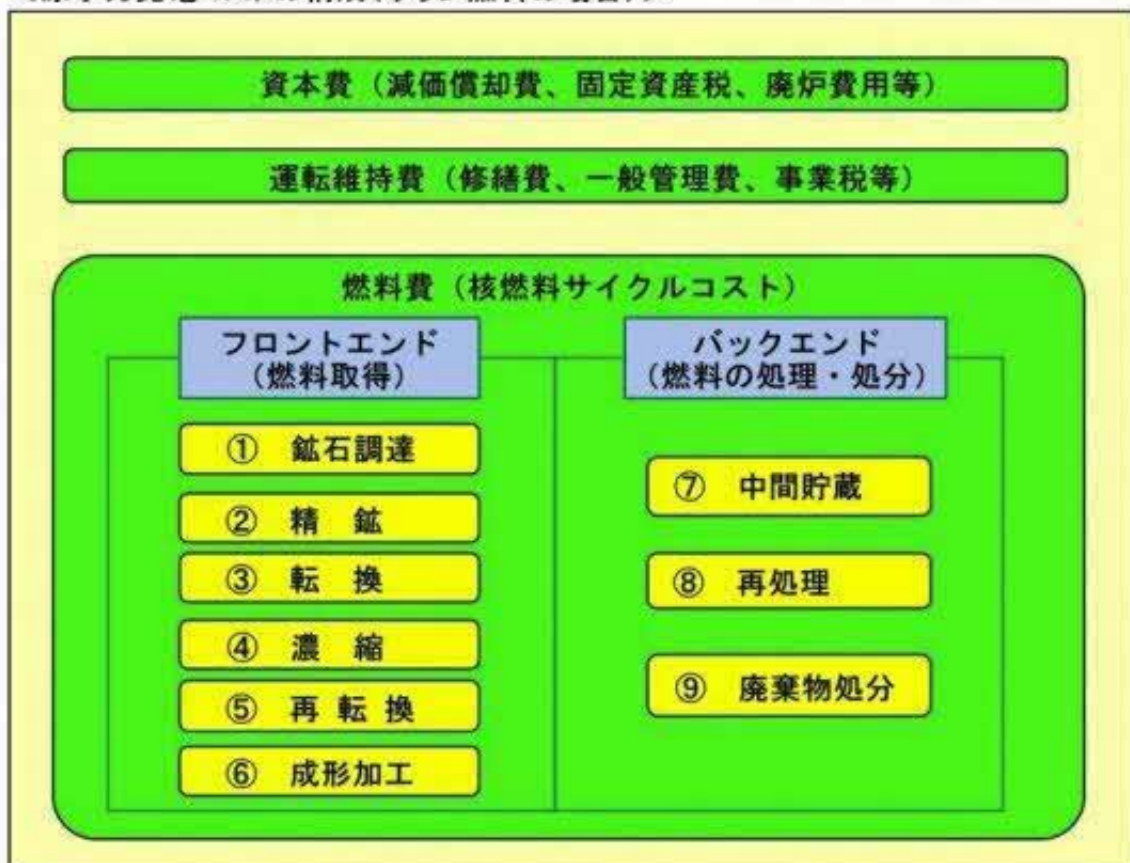 資本費（減価償却費、固定資産税、廃炉費用等）
運転維持費（修繕費、一般管理費、事業税等）
燃料費（核燃料サイクルコスト）
フロントエンド
（燃料取得）
① 鉱石調達
② 精 鉱
③ 転 換
④ 濃 縮
⑤ 再 転 換
⑥ 成形加工
バックエンド
（燃料の処理・処分）
⑦ 中間貯蔵
⑧ 再処理
⑨ 廃棄物処分